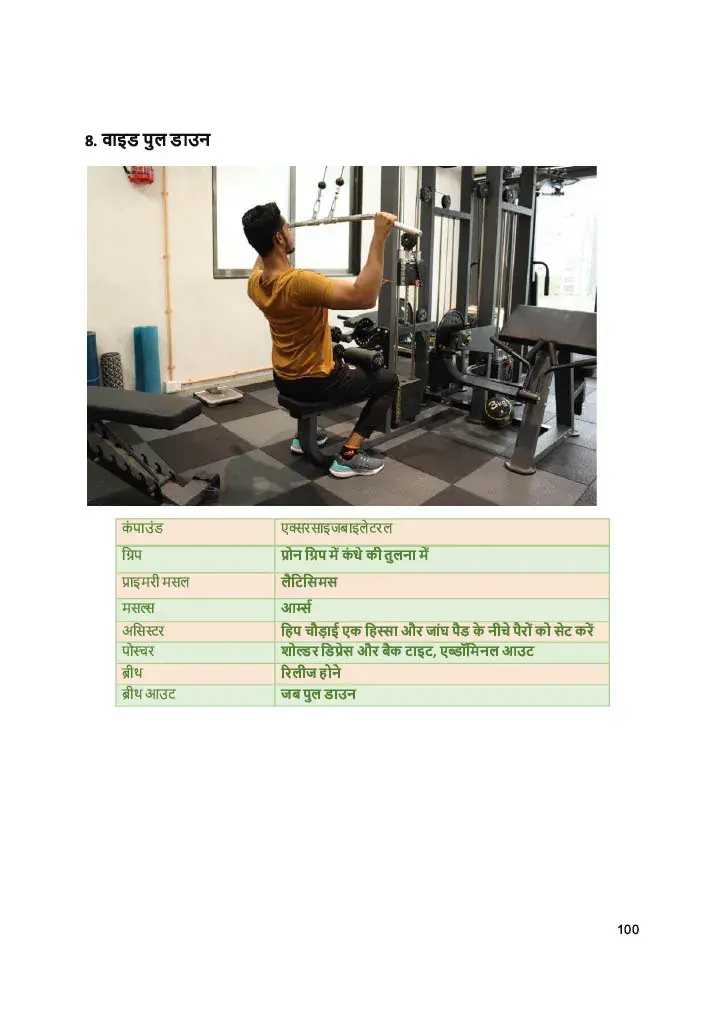 8. वाइड पुल डाउन
कंपाउंड एक्सरसाइजबाइलेटरल
ग्रिप प्रोन ग्रिप में कंधे की तुलना में
प्राइमरी मसल लैटिसिमस
मसल्स आर्म्स
असिस्टर हिप चौड़ाई एक हिस्सा और जांघ पैड के नीचे पैरों को सेट करें
पोस्चर शोल्डर डिप्रेस और बैक टाइट, एब्डॉमिनल आउट
ब्रीथ रिलीज होने
ब्रीथ आउट जब पुल डाउन
100